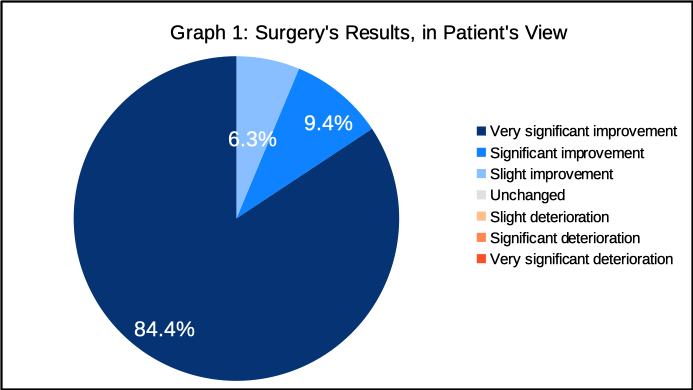 Graph 1: Surgery's Results, in Patient's View
6.3%
9.4%
84.4%
Very significant improvement
Significant improvement
Slight improvement
Unchanged
Slight deterioration
Significant deterioration
Very significant deterioration